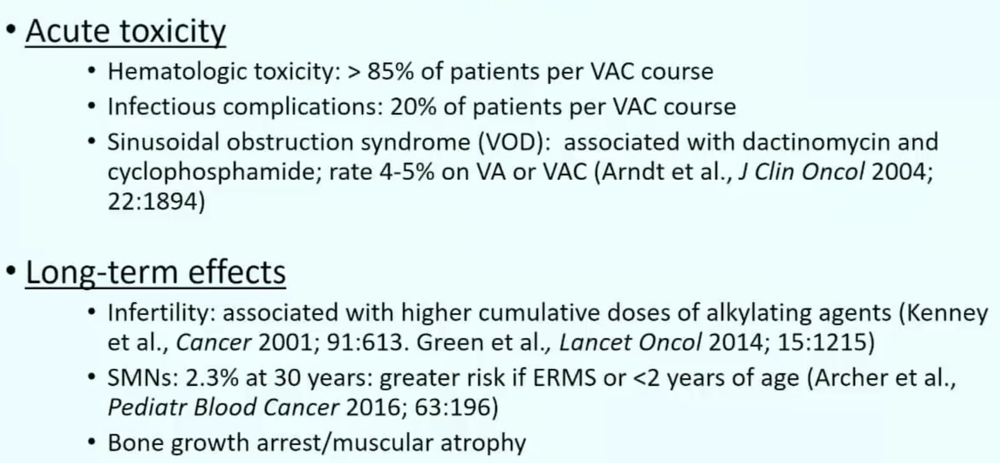 • Acute toxicity
• Hematologic toxicity: > 85% of patients per VAC course
• Infectious complications: 20% of patients per VAC course
• Sinusoidal obstruction syndrome (VOD):  associated with dactinomycin and
cyclophosphamide; rate 4-5% on VA or VAC (Arndt et al., J Clin Oncol 2004;
22:1894)
• Long-term effects
• Infertility: associated with higher cumulative doses of alkylating agents (Kenney
et al., Cancer 2001; 91:613. Green et al., Lancet Oncol 2014; 15:1215)
• SMNs: 2.3% at 30 years: greater risk if ERMS or <2 years of age (Archer et al.,
Pediatr Blood Cancer 2016; 63:196)
• Bone growth arrest/muscular atrophy